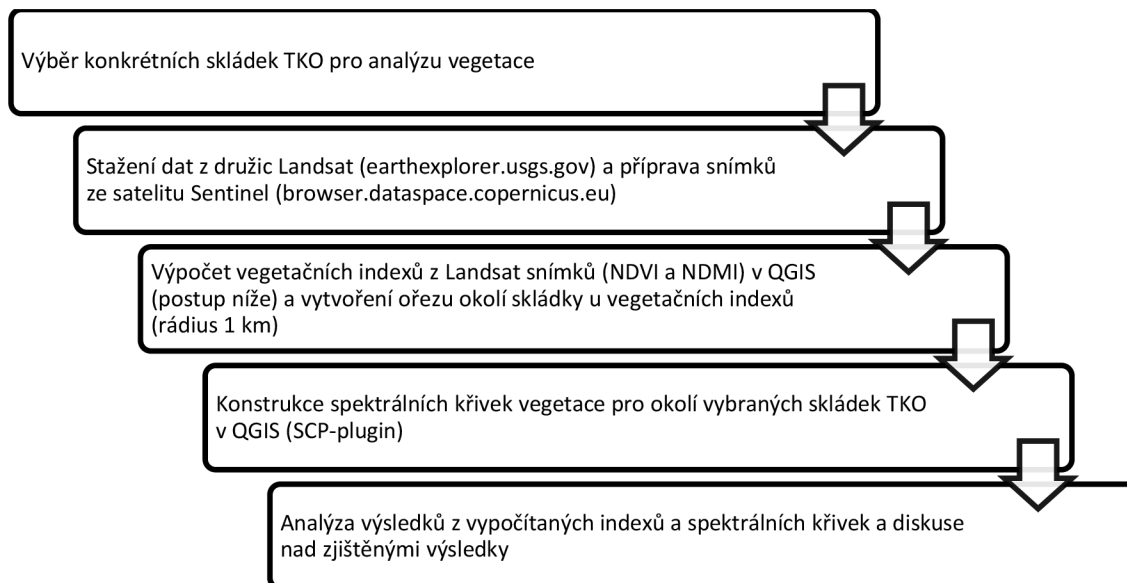 Výběr konkrétních skládek TKO pro analýzu vegetace
Stažení dat z družic Landsat (earthexplorer.usgs.gov) a příprava snímků
ze satelitu Sentinel (browser.dataspace.copernicus.eu)
Výpočet vegetačních indexů z Landsat snímků (NDVI a NDMI) v QGIS
(postup níže) a vytvoření ořezu okolí skládky u vegetačních indexů
(rádius 1 km)
Konstrukce spektrálních křivek vegetace pro okolí vybraných skládek TKO
v QGIS (SCP-plugin)
Analýza výsledků z vypočítaných indexů a spektrálních křivek a diskuse
nad zjištěnými výsledky